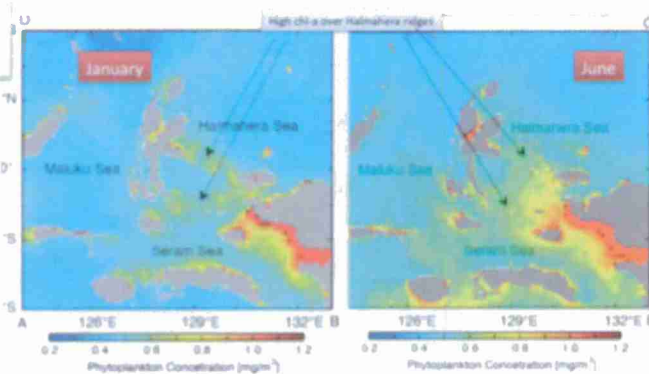 High chl-a over Halmahera ridges
January
June
Halmahera Sea
Halmahera Sea
Maluku Sea
Maluku Sea
Seram Sea
Seram Sea
A 126°E 129°E 132°E B
126°E 129°E 132°E
0.2 0.4 0.6 0.8 1.0 1.2
0.2 0.4 0.6 0.8 1.0 1.2
Phytoplankton Concetration [mg/m³]
Phytoplankton Concetration [mg/m³]